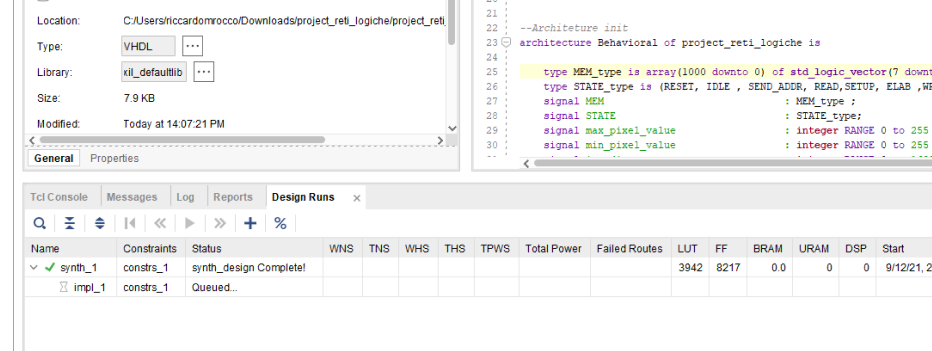 Location: C:/Users/riccardomrocco/Downloads/project_reti_logiche/project_reti_
Type: VHDL ...
Library: xil_defaultlib ...
Size: 7.9 KB
Modified: Today at 14:07:21 PM
General Properties
21
22 --Architeture init
23 architecture Behavioral of project_reti_logiche is
24
25 type MEM_type is array(1000 downto 0) of std_logic_vector(7 downt
26 type STATE_type is (RESET, IDLE , SEND_ADDR, READ,SETUP, ELAB ,WR
27 signal MEM : MEM_type ;
28 signal STATE : STATE_type;
29 signal max_pixel_value : integer RANGE 0 to 255
30 signal min_pixel_value : integer RANGE 0 to 255
Tcl Console Messages Log Reports Design Runs ×
Name Constraints Status WNS TNS WHS THS TPWS Total Power Failed Routes LUT FF BRAM URAM DSP Start
synth_1 constrs_1 synth_design Complete! 3942 8217 0.0 0 0 9/12/21, 2
impl_1 constrs_1 Queued...